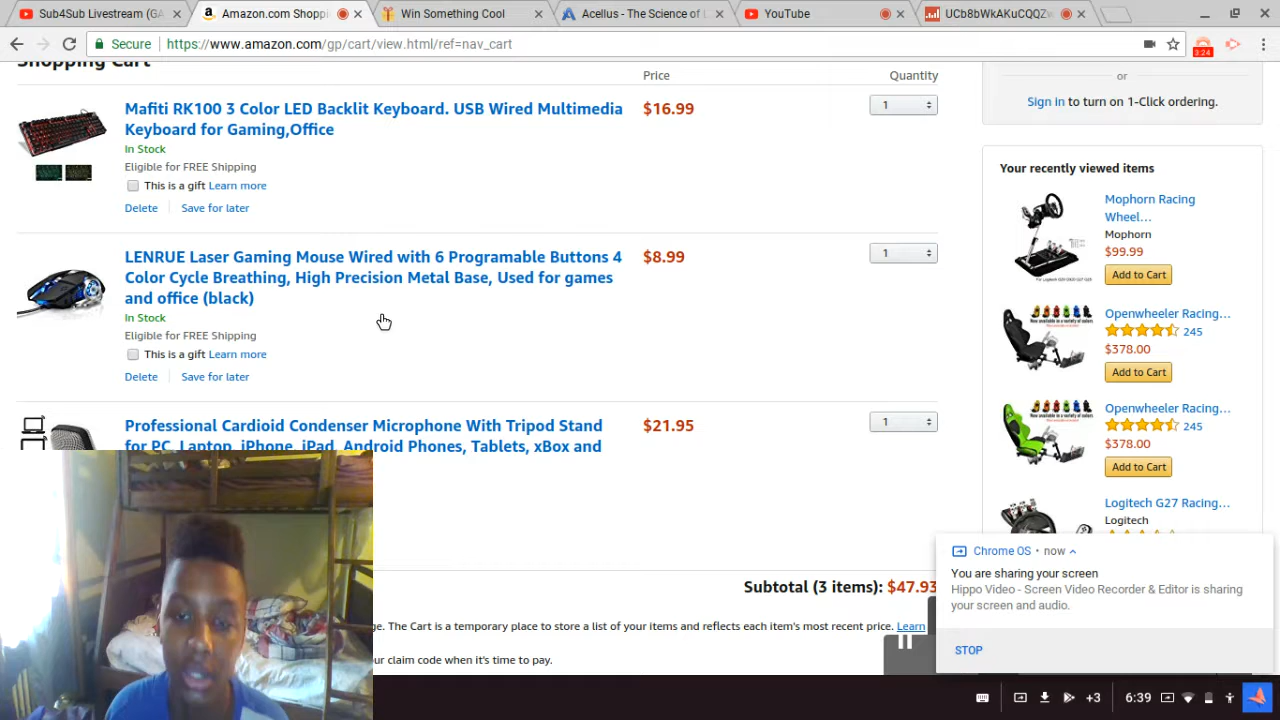 Sub4Sub Livestream (GA
Amazon.com Shoppi
Win Something Cool
Acellus - The Science of L
YouTube
UCb8bWkAKuCQQZw
Secure
https://www.amazon.com/gp/cart/view.html/ref=nav_cart
3:24
Shopping Cart
Price
Quantity
Mafiti RK100 3 Color LED Backlit Keyboard. USB Wired Multimedia
Keyboard for Gaming,Office
$16.99
1
In Stock
Eligible for FREE Shipping
This is a gift Learn more
Delete
Save for later
LENRUE Laser Gaming Mouse Wired with 6 Programable Buttons 4
Color Cycle Breathing, High Precision Metal Base, Used for games
and office (black)
$8.99
1
In Stock
Eligible for FREE Shipping
This is a gift Learn more
Delete
Save for later
Professional Cardioid Condenser Microphone With Tripod Stand
for PC, Laptop, iPhone, iPad, Android Phones, Tablets, xBox and
$21.95
1
Subtotal (3 items): $47.93
ge. The Cart is a temporary place to store a list of your items and reflects each item's most recent price. Learn
ur claim code when it's time to pay.
or
Sign in to turn on 1-Click ordering.
Your recently viewed items
Mophorn Racing
Wheel...
Mophorn
$99.99
Add to Cart
Openwheeler Racing...
245
$378.00
Add to Cart
Openwheeler Racing...
245
$378.00
Add to Cart
Logitech G27 Racing...
Logitech
Chrome OS • now
You are sharing your screen
Hippo Video - Screen Video Recorder & Editor is sharing
your screen and audio.
STOP
+3
6:39